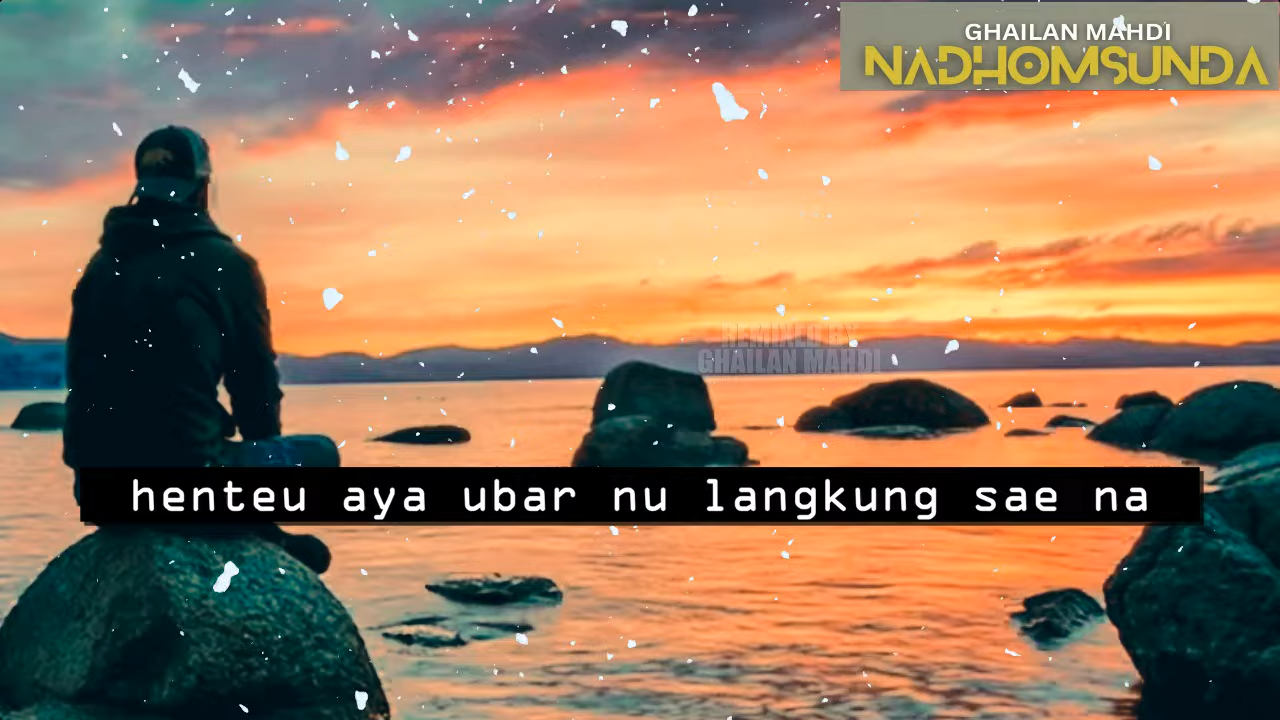 GHAILAN MAHDI
NADHOMSUNDA
REMIXED BY
GHAILAN MAHDI
henteu aya ubar nu langkung sae na